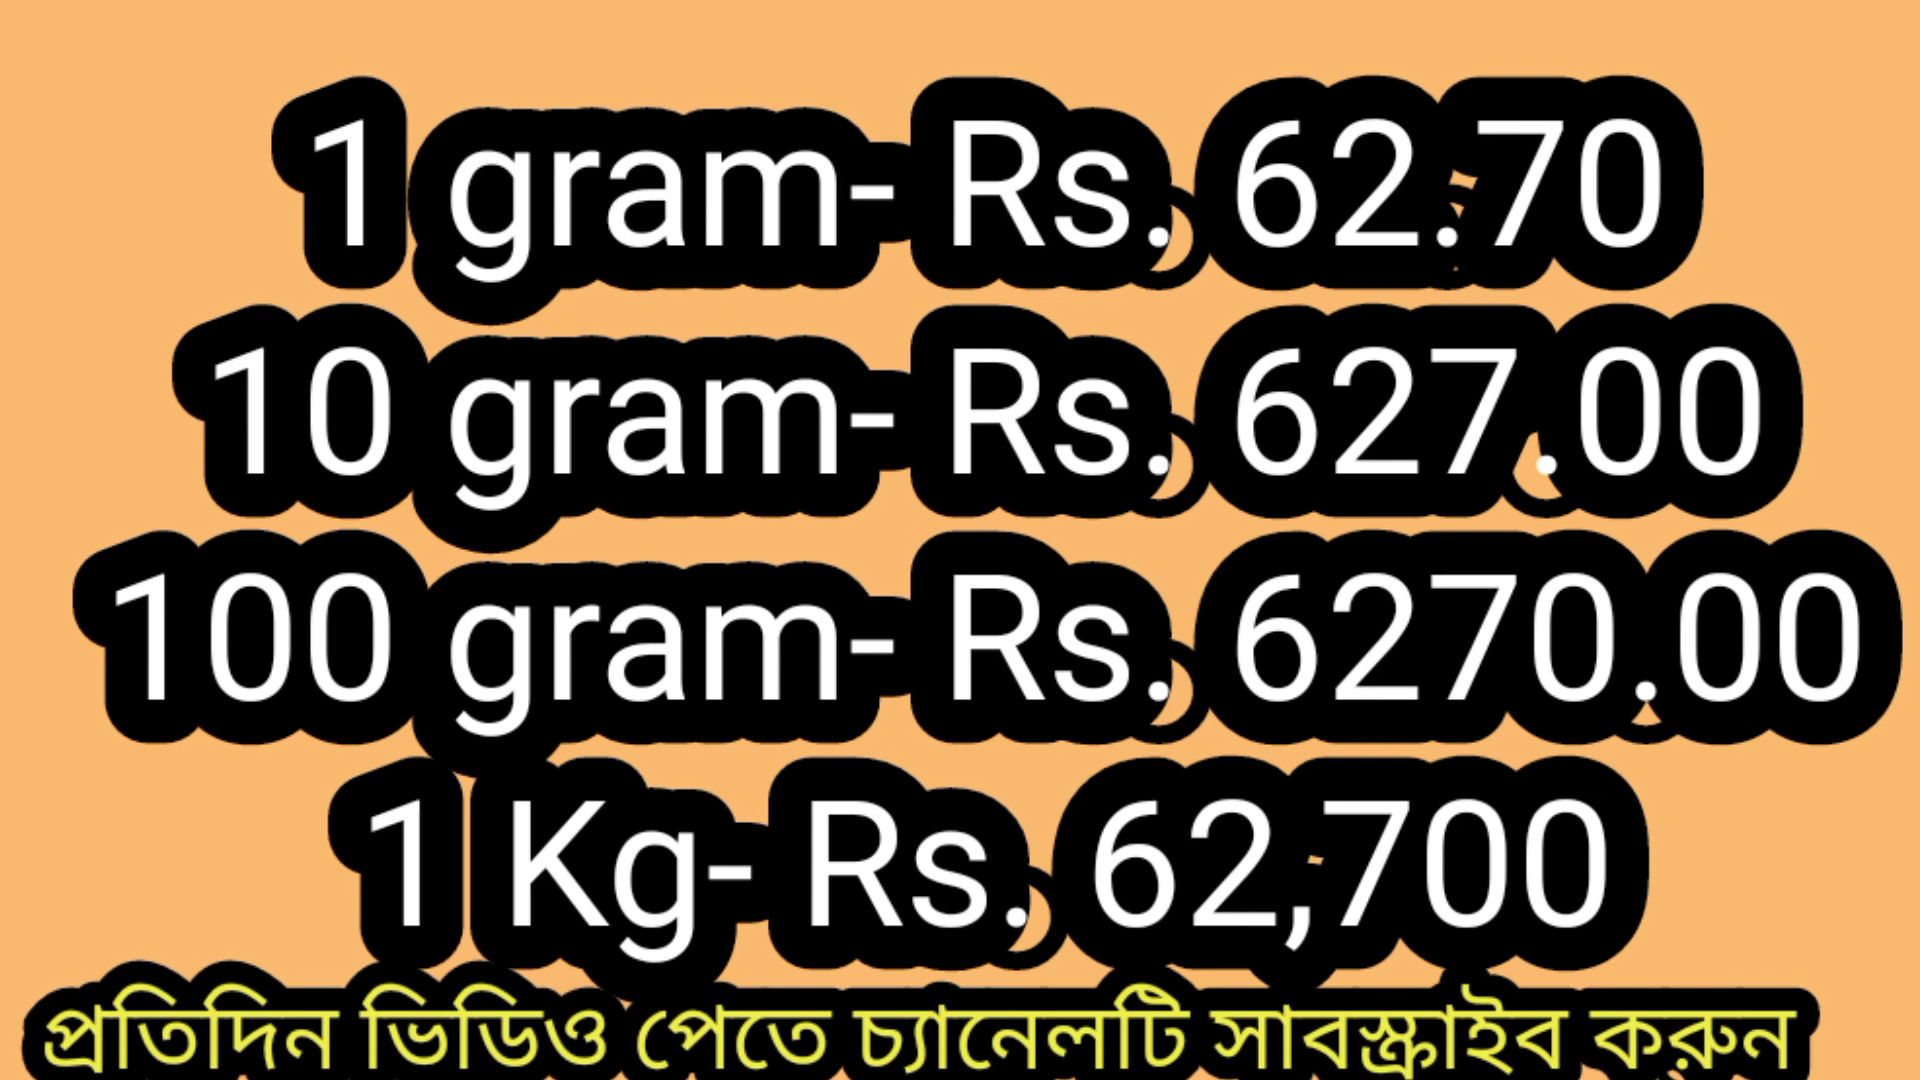 1 gram- Rs. 62.70
10 gram- Rs. 627.00
100 gram- Rs. 6270.00
1 Kg- Rs. 62,700
প্রতিদিন ভিডিও পেতে চ্যানেলটি সাবস্ক্রাইব করুন